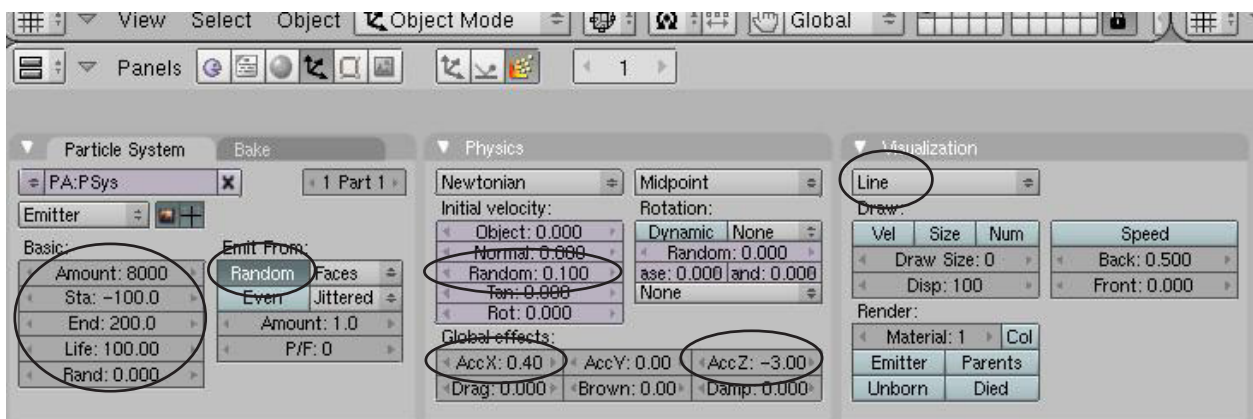 View Select Object Object Mode Global
Panels 1
Particle System Bake
PA:PSys 1 Part 1
Emitter
Basic: Emit From:
Amount: 8000 Random Faces
Sta: -100.0 Even Jittered
End: 200.0 Amount: 1.0
Life: 100.00 P/F: 0
Rand: 0.000
Physics
Newtonian Midpoint
Initial velocity: Rotation:
Object: 0.000 Dynamic None
Normal: 0.000 Random: 0.000
Random: 0.100 ase: 0.000 and: 0.000
Tan: 0.000 None
Rot: 0.000
Global effects:
AccX: 0.40 AccY: 0.00 AccZ: -3.00
Drag: 0.000 Brown: 0.00 Damp: 0.000
Visualization
Line
Draw:
Vel Size Num Speed
Draw Size: 0 Back: 0.500
Disp: 100 Front: 0.000
Render:
Material: 1 Col
Emitter Parents
Unborn Died